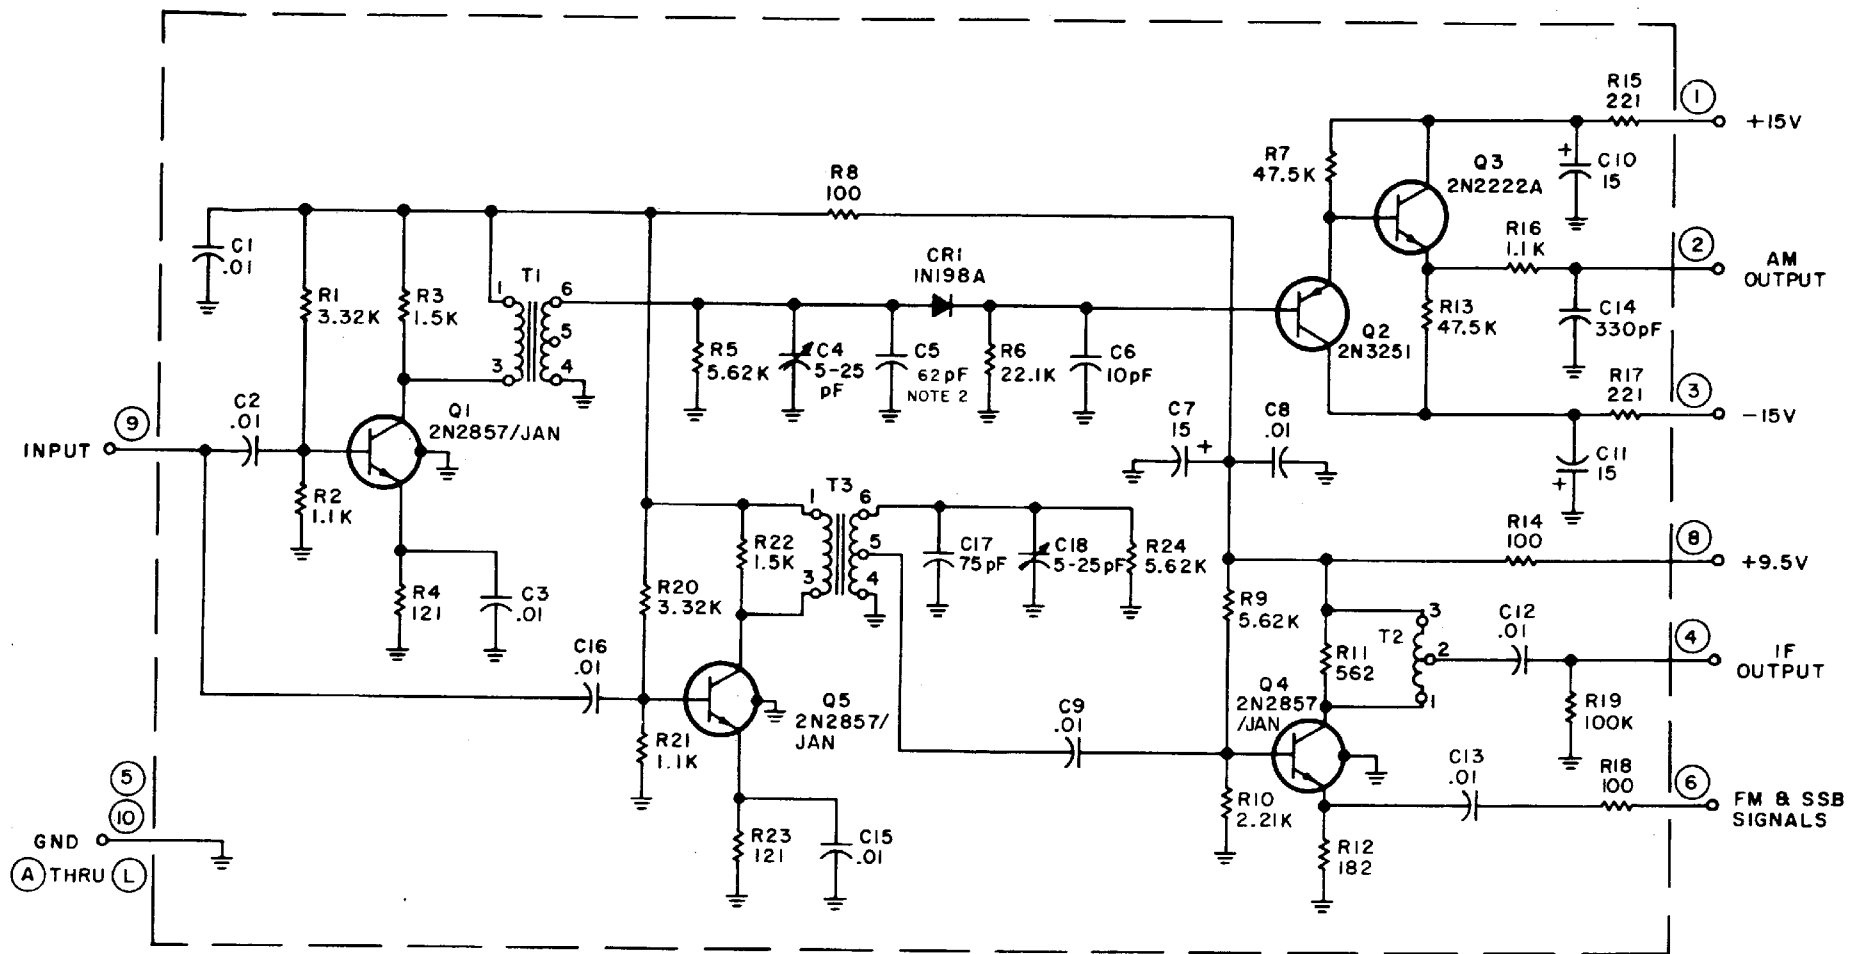 R15
221
1
+15V
R7
47.5K
Q3
2N2222A
+
C10
15
R8
100
C1
.01
T1
CR1
1N198A
R16
1.1K
2
AM
OUTPUT
R1
3.32K
R3
1.5K
1
6
5
3
4
R5
5.62K
C4
5-25
pF
C5
62pF
NOTE 2
R6
22.1K
C6
10pF
Q2
2N3251
R13
47.5K
C14
330pF
R17
221
3
-15V
INPUT
9
C2
.01
Q1
2N2857/JAN
C7
15
+
C8
.01
C11
15
+
R2
1.1K
T3
1
6
5
3
4
R22
1.5K
C17
75pF
C18
5-25pF
R24
5.62K
R14
100
8
+9.5V
R4
121
C3
.01
R20
3.32K
R9
5.62K
3
T2
2
1
R11
562
C12
.01
4
IF
OUTPUT
C16
.01
Q5
2N2857/
JAN
C9
.01
Q4
2N2857
/JAN
R19
100K
R21
1.1K
C13
.01
R18
100
6
FM & SSB
SIGNALS
5
10
GND
A THRU L
R23
121
C15
.01
R10
2.21K
R12
182